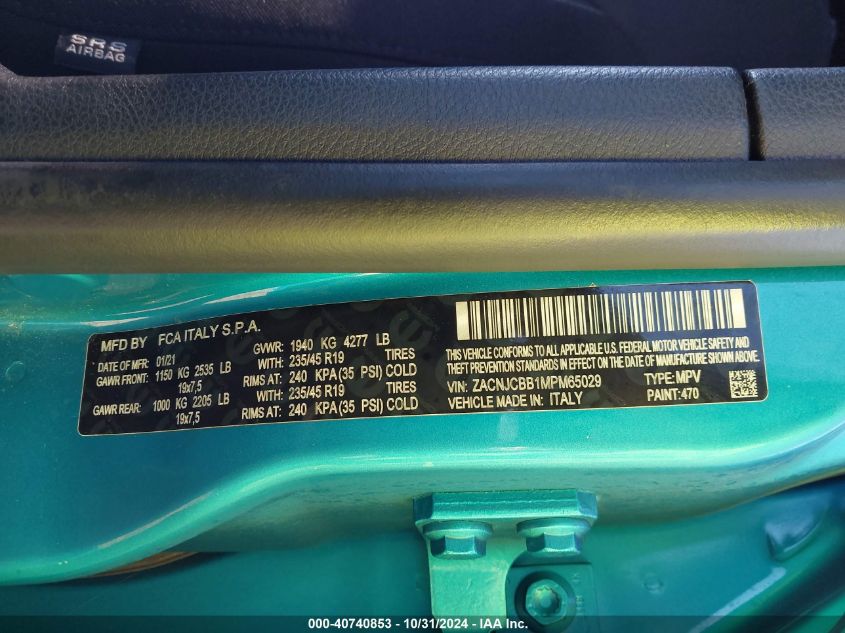 SRS
AIRBAG
MFD BY FCA ITALY S.P.A.
DATE OF MFR: 01/21 GVWR: 1940 KG 4277 LB
GAWR FRONT: 1150 KG 2535 LB WITH: 235/45 R19 TIRES
19x7,5 RIMS AT: 240 KPA (35 PSI) COLD
GAWR REAR: 1000 KG 2205 LB WITH: 235/45 R19 TIRES
19x7,5 RIMS AT: 240 KPA (35 PSI) COLD
THIS VEHICLE CONFORMS TO ALL APPLICABLE U.S. FEDERAL MOTOR VEHICLE SAFETY AND
THEFT PREVENTION STANDARDS IN EFFECT ON THE DATE OF MANUFACTURE SHOWN ABOVE
VIN: ZACNJCBB1MPM65029 TYPE: MPV
VEHICLE MADE IN: ITALY PAINT: 470
000-40740853 - 10/31/2024 - IAA Inc.